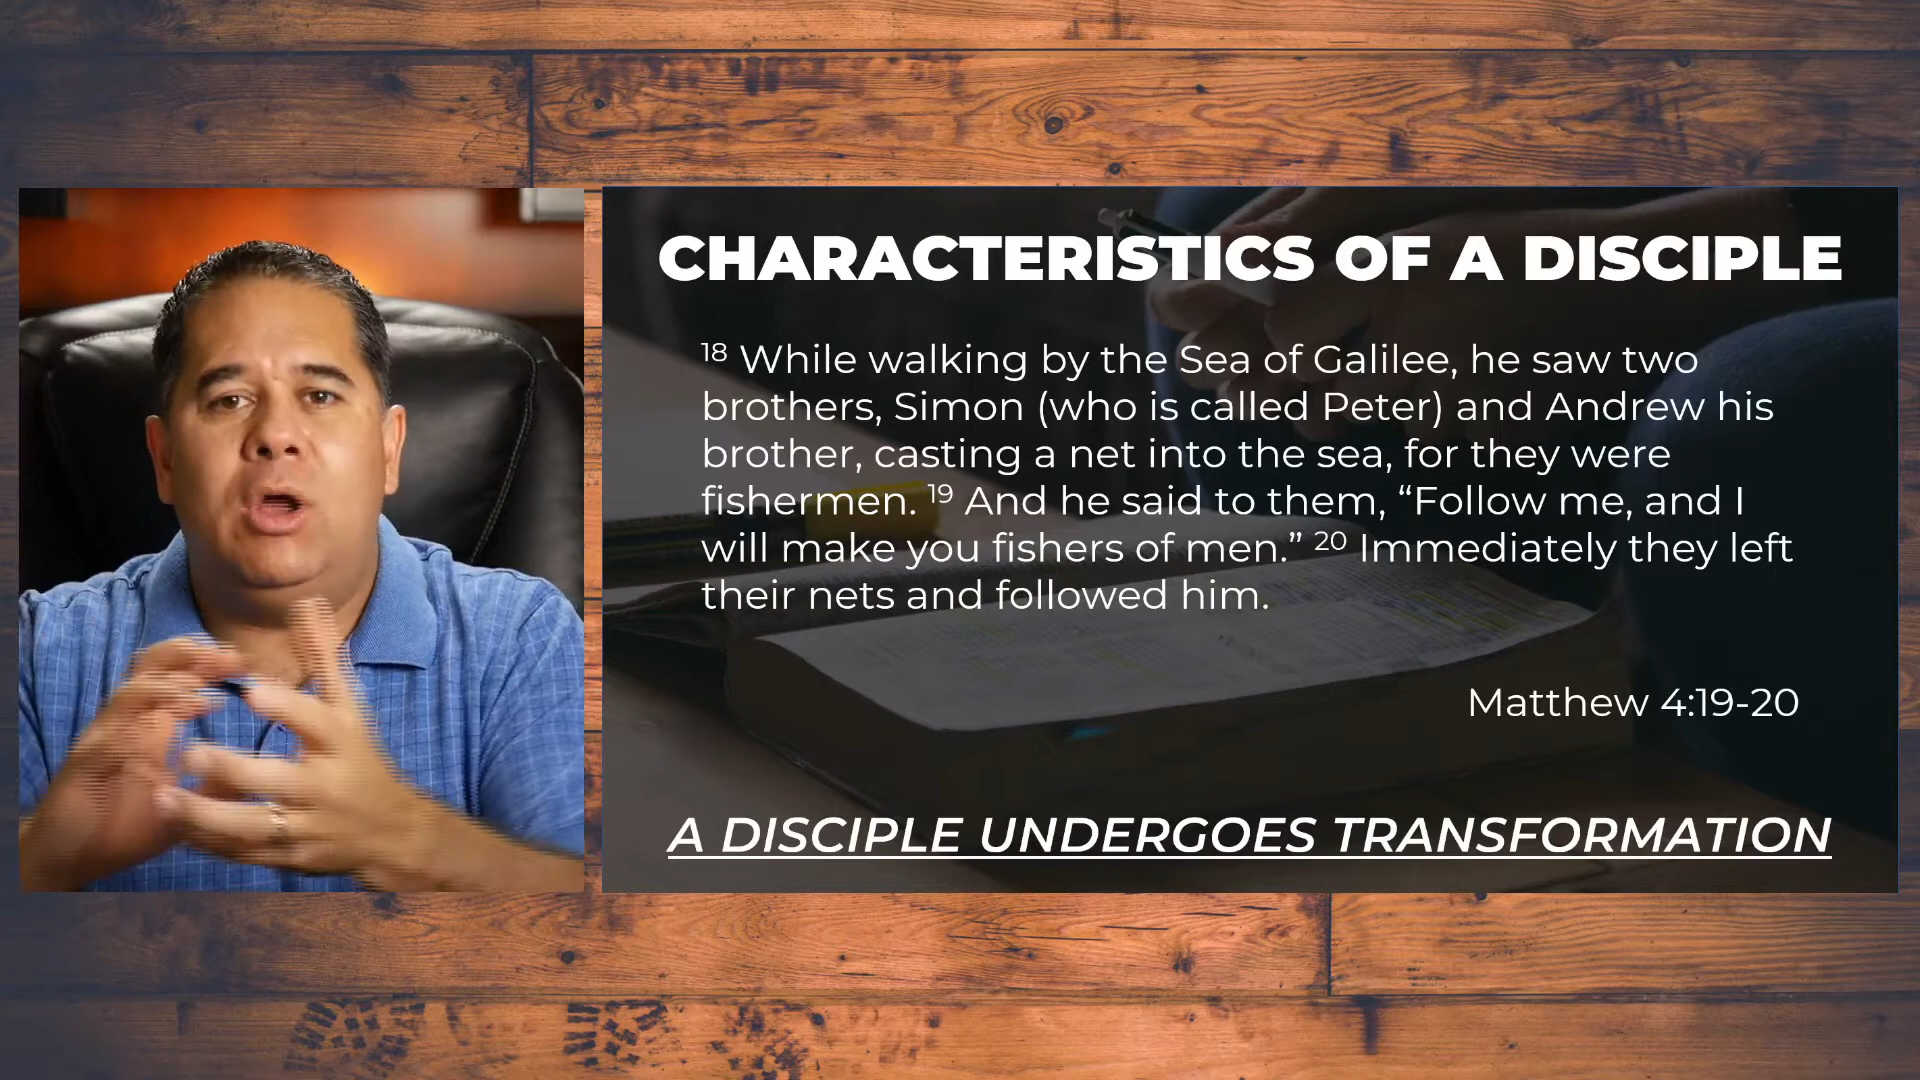 CHARACTERISTICS OF A DISCIPLE
18 While walking by the Sea of Galilee, he saw two
brothers, Simon (who is called Peter) and Andrew his
brother, casting a net into the sea, for they were
fishermen. 19 And he said to them, “Follow me, and I
will make you fishers of men.” 20 Immediately they left
their nets and followed him.
Matthew 4:19-20
A DISCIPLE UNDERGOES TRANSFORMATION